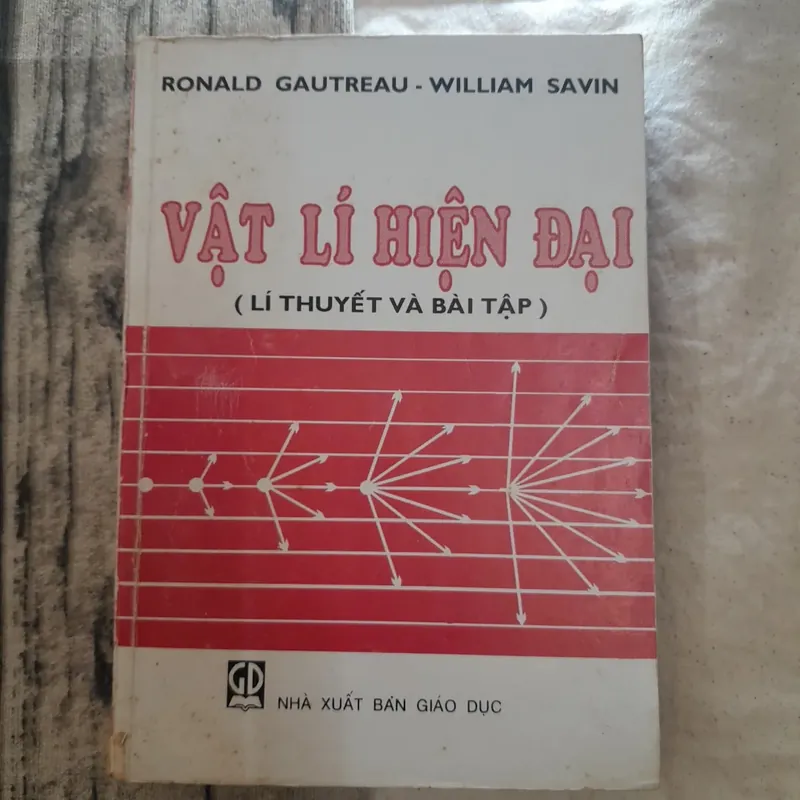 RONALD GAUTREAU - WILLIAM SAVIN
VẬT LÍ HIỆN ĐẠI
( LÍ THUYẾT VÀ BÀI TẬP )
GD
NHÀ XUẤT BẢN GIÁO DỤC